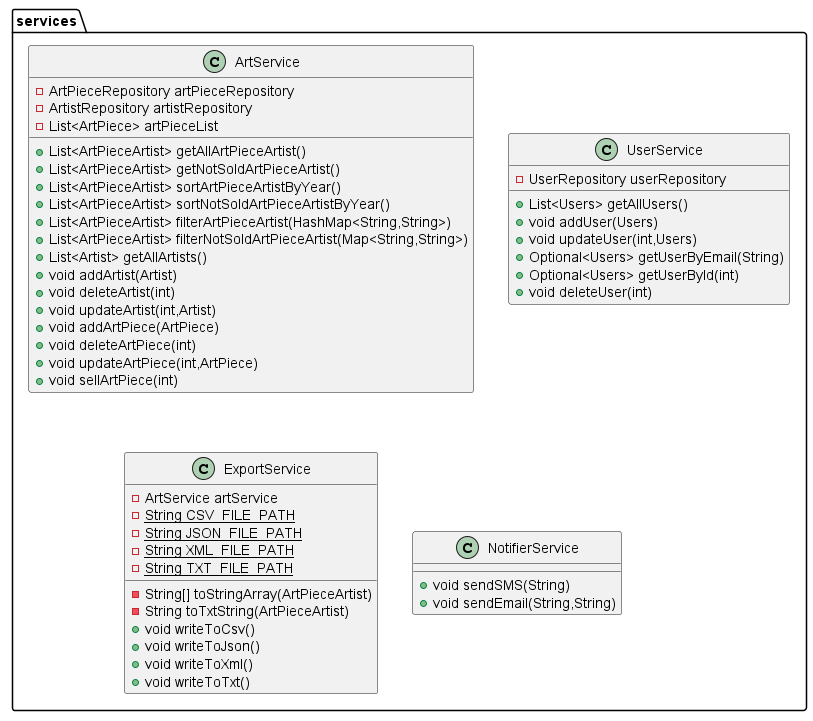 services
C ArtService
ArtPieceRepository artPieceRepository
ArtistRepository artistRepository
List<ArtPiece> artPieceList
List<ArtPieceArtist> getAllArtPieceArtist()
List<ArtPieceArtist> getNotSoldArtPieceArtist()
List<ArtPieceArtist> sortArtPieceArtistByYear()
List<ArtPieceArtist> sortNotSoldArtPieceArtistByYear()
List<ArtPieceArtist> filterArtPieceArtist(HashMap<String,String>)
List<ArtPieceArtist> filterNotSoldArtPieceArtist(Map<String,String>)
List<Artist> getAllArtists()
void addArtist(Artist)
void deleteArtist(int)
void updateArtist(int,Artist)
void addArtPiece(ArtPiece)
void deleteArtPiece(int)
void updateArtPiece(int,ArtPiece)
void sellArtPiece(int)
C UserService
UserRepository userRepository
List<Users> getAllUsers()
void addUser(Users)
void updateUser(int,Users)
Optional<Users> getUserByEmail(String)
Optional<Users> getUserById(int)
void deleteUser(int)
C ExportService
ArtService artService
String CSV_FILE_PATH
String JSON_FILE_PATH
String XML_FILE_PATH
String TXT_FILE_PATH
String[] toStringArray(ArtPieceArtist)
String toTxtString(ArtPieceArtist)
void writeToCsv()
void writeToJson()
void writeToXml()
void writeToTxt()
C NotifierService
void sendSMS(String)
void sendEmail(String,String)